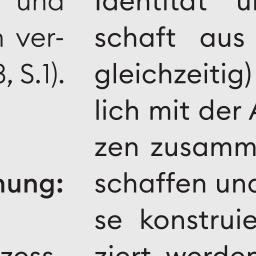 und
ver-
S.1).
nung:
Identität
schaft aus
gleichzeitig)
lich mit der
zen zusamm
schaffen und
se konstruie
ziert werden